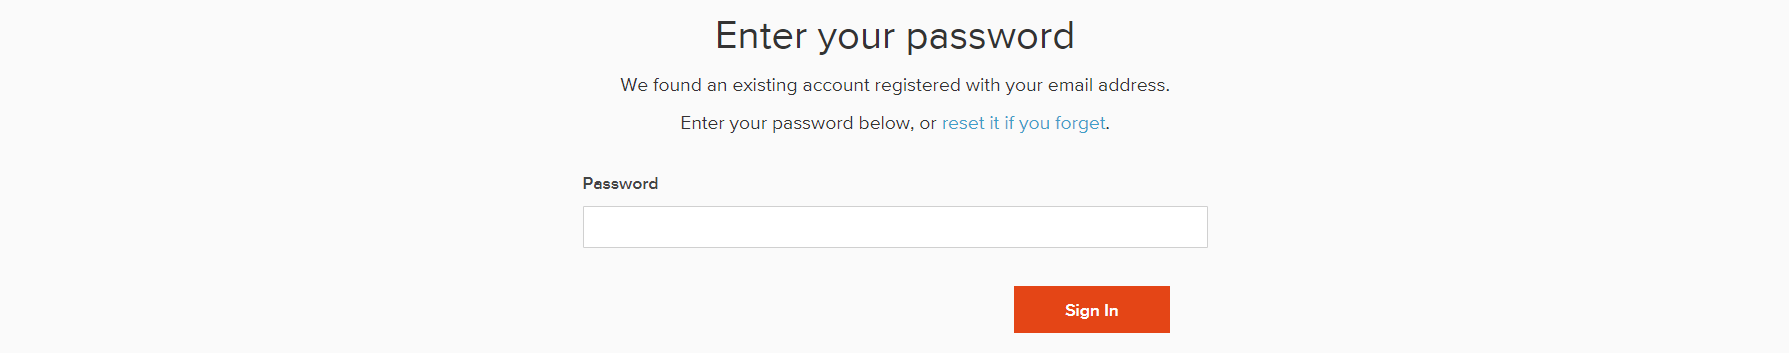 Enter your password
We found an existing account registered with your email address.
Enter your password below, or reset it if you forget.
Password
Sign In